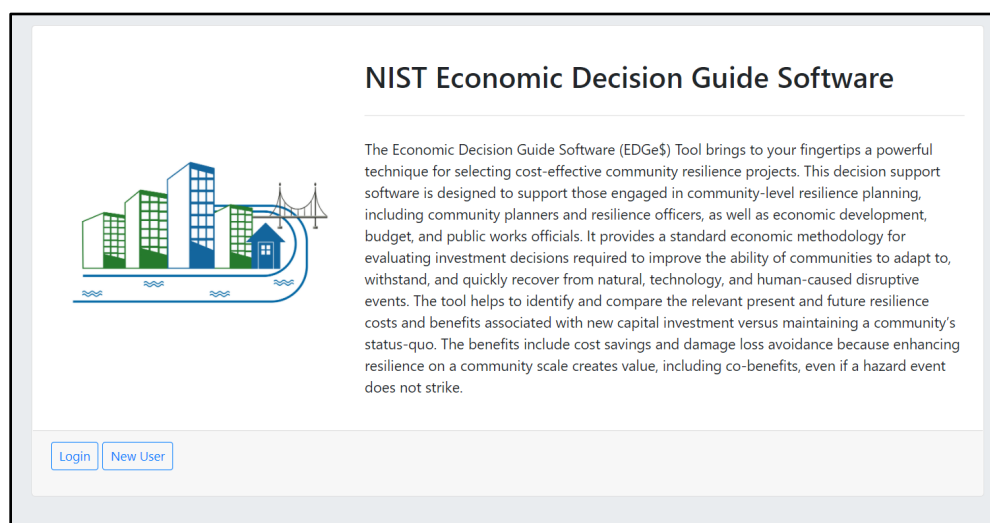 NIST Economic Decision Guide Software
The Economic Decision Guide Software (EDGe$) Tool brings to your fingertips a powerful
technique for selecting cost-effective community resilience projects. This decision support
software is designed to support those engaged in community-level resilience planning,
including community planners and resilience officers, as well as economic development,
budget, and public works officials. It provides a standard economic methodology for
evaluating investment decisions required to improve the ability of communities to adapt to,
withstand, and quickly recover from natural, technology, and human-caused disruptive
events. The tool helps to identify and compare the relevant present and future resilience
costs and benefits associated with new capital investment versus maintaining a community's
status-quo. The benefits include cost savings and damage loss avoidance because enhancing
resilience on a community scale creates value, including co-benefits, even if a hazard event
does not strike.
Login New User